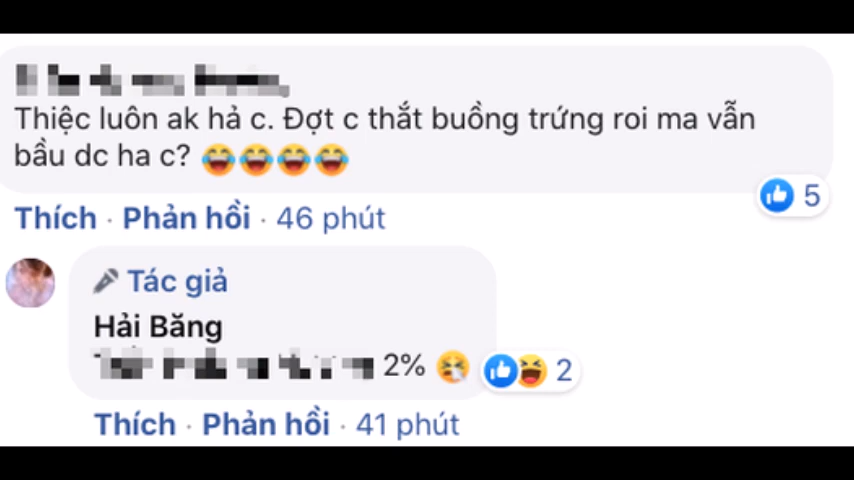 Thiệc luôn ak hả c. Đợt c thắt buồng trứng roi ma vẫn
bầu dc ha c? 😂😂😂😂
5
Thích · Phản hồi · 46 phút
Tác giả
Hải Băng
2% 🤧
2
Thích · Phản hồi · 41 phút